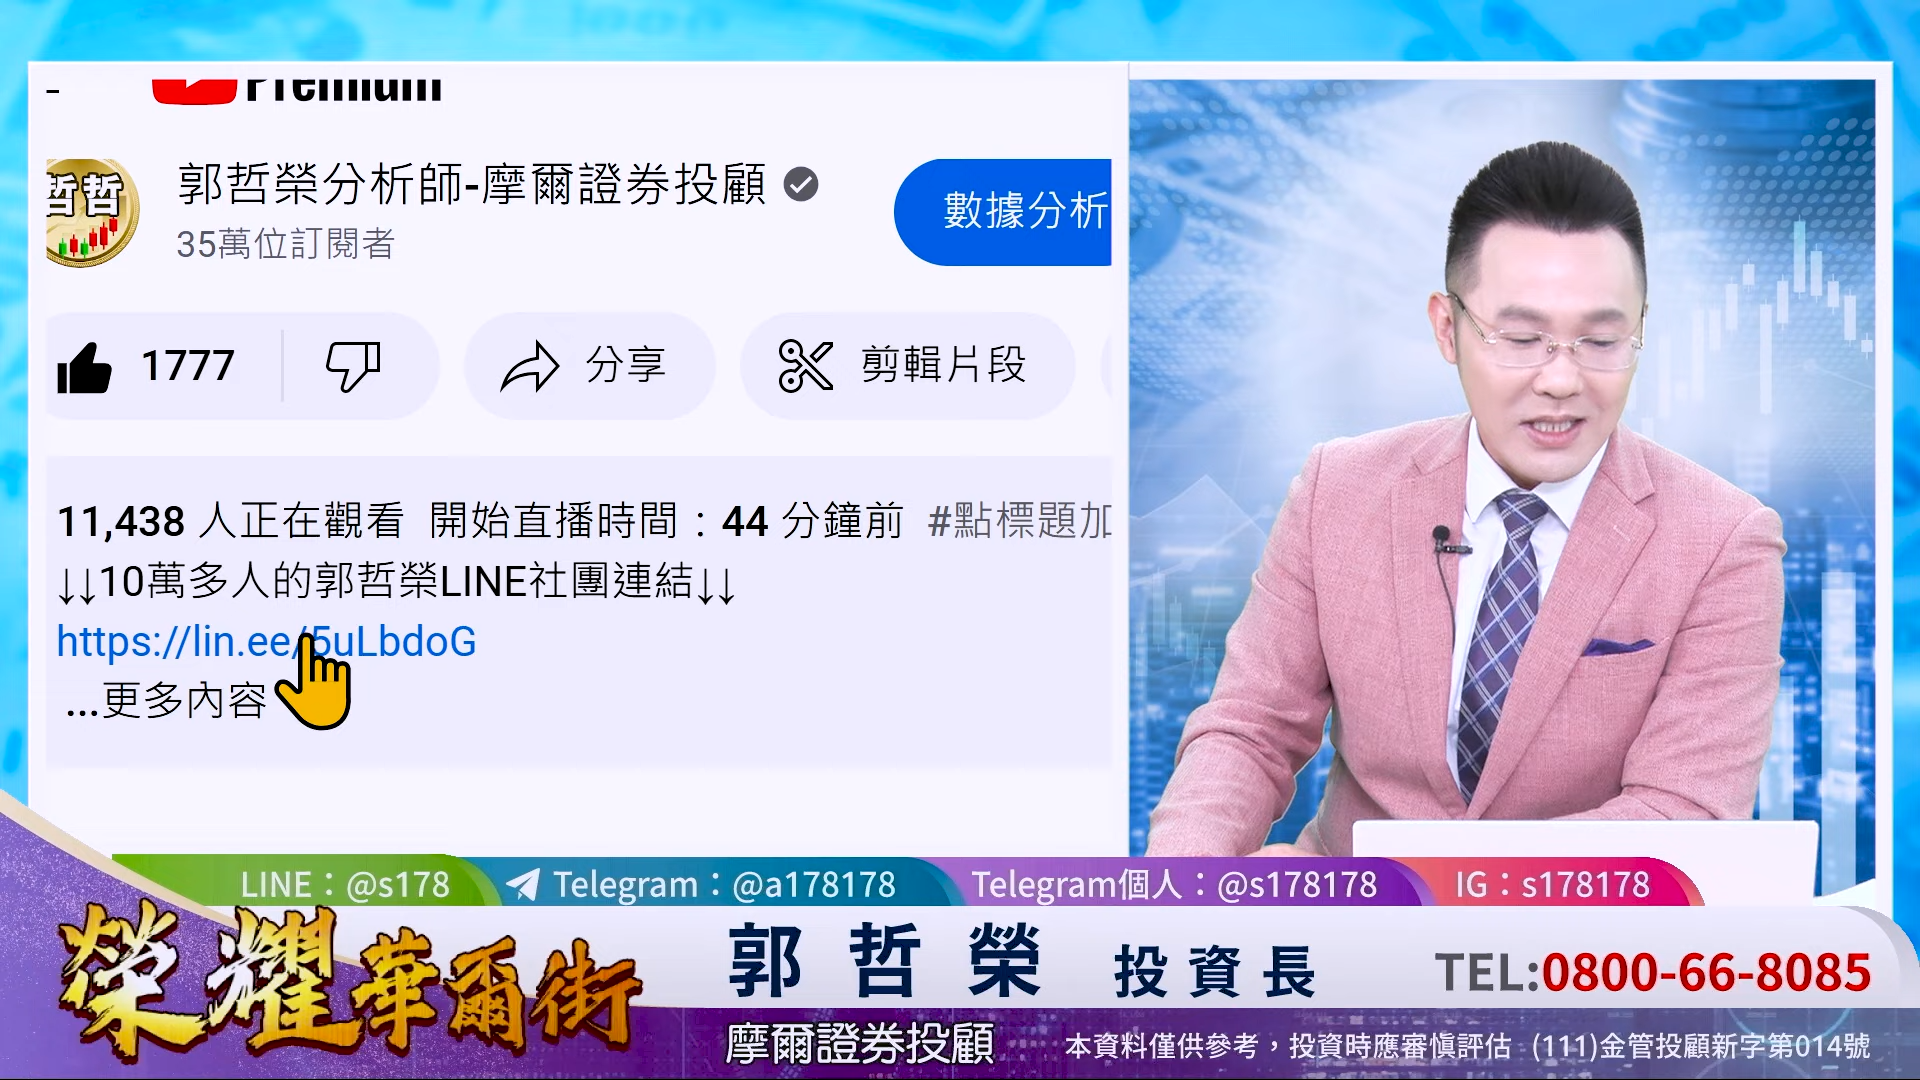 Premium
哲哲
郭哲榮分析師-摩爾證券投顧
35萬位訂閱者
數據分析
1777
分享
剪輯片段
11,438 人正在觀看 開始直播時間：44 分鐘前 #點標題加
↓↓10萬多人的郭哲榮LINE社團連結↓↓
https://lin.ee/5uLbdoG
...更多內容
LINE：@s178
Telegram：@a178178
Telegram個人：@s178178
IG：s178178
榮耀華爾街
郭哲榮 投資長
TEL:0800-66-8085
摩爾證券投顧
本資料僅供參考，投資時應審慎評估 (111)金管投顧新字第014號